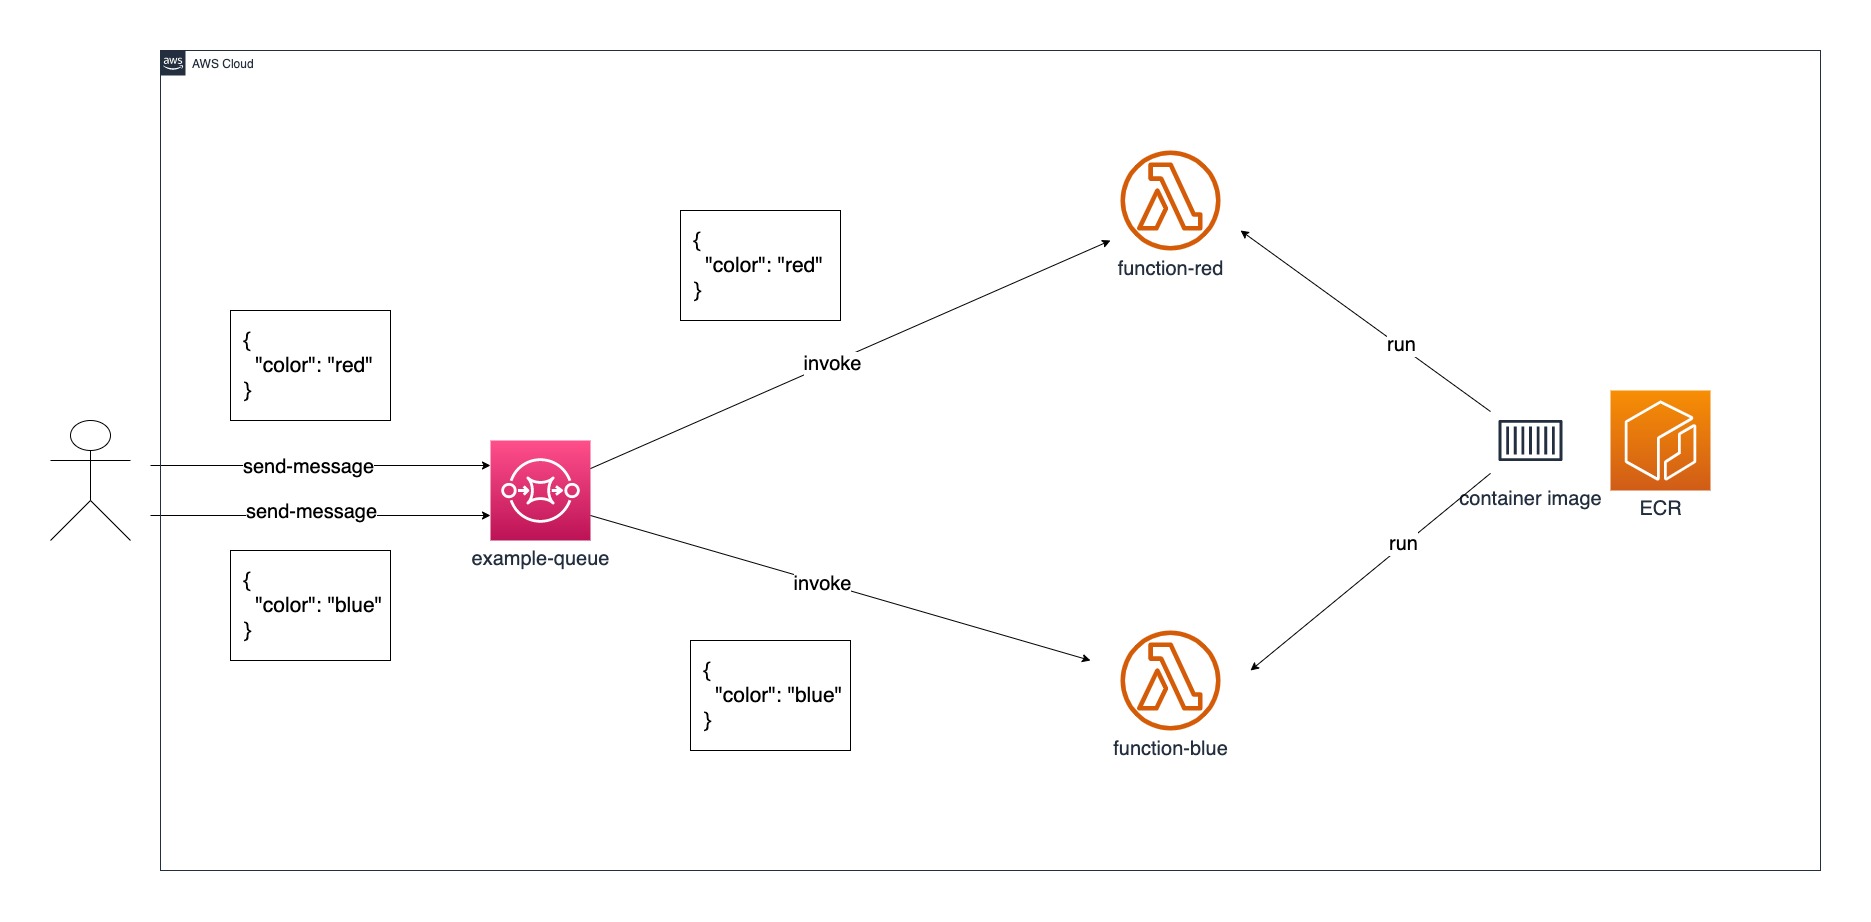 aws
AWS Cloud
{
"color": "red"
}
function-red
{
"color": "red"
}
invoke
run
send-message
send-message
example-queue
container image
ECR
run
{
"color": "blue"
}
invoke
{
"color": "blue"
}
function-blue